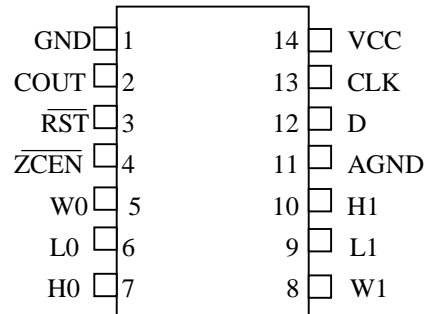 GND 1 14 VCC
COUT 2 13 CLK
RST 3 12 D
ZCEN 4 11 AGND
W0 5 10 H1
L0 6 9 L1
H0 7 8 W1